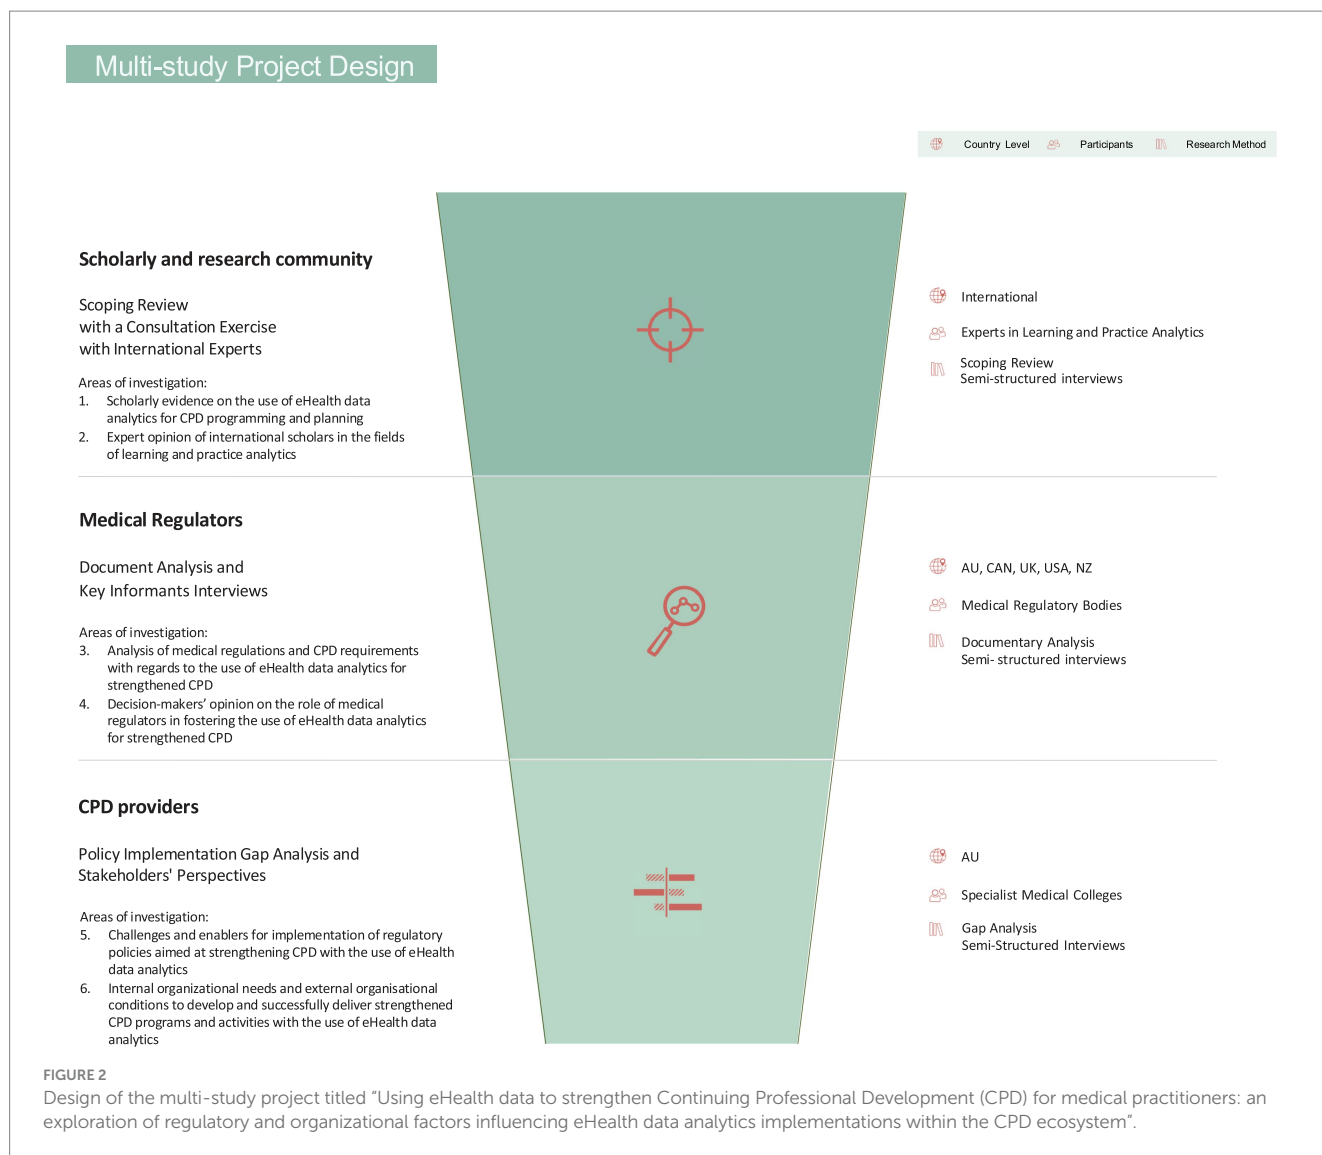 Multi-study Project Design
Country Level
Participants
Research Method
Scholarly and research community
Scoping Review
with a Consultation Exercise
with International Experts
Areas of investigation:
1. Scholarly evidence on the use of eHealth data
analytics for CPD programming and planning
2. Expert opinion of international scholars in the fields
of learning and practice analytics
International
Experts in Learning and Practice Analytics
Scoping Review
Semi-structured interviews
Medical Regulators
Document Analysis and
Key Informants Interviews
Areas of investigation:
3. Analysis of medical regulations and CPD requirements
with regards to the use of eHealth data analytics for
strengthened CPD
4. Decision-makers' opinion on the role of medical
regulators in fostering the use of eHealth data analytics
for strengthened CPD
AU, CAN, UK, USA, NZ
Medical Regulatory Bodies
Documentary Analysis
Semi- structured interviews
CPD providers
Policy Implementation Gap Analysis and
Stakeholders' Perspectives
Areas of investigation:
5. Challenges and enablers for implementation of regulatory
policies aimed at strengthening CPD with the use of eHealth
data analytics
6. Internal organizational needs and external organisational
conditions to develop and successfully deliver strengthened
CPD programs and activities with the use of eHealth data
analytics
AU
Specialist Medical Colleges
Gap Analysis
Semi-Structured Interviews
FIGURE 2
Design of the multi-study project titled "Using eHealth data to strengthen Continuing Professional Development (CPD) for medical practitioners: an
exploration of regulatory and organizational factors influencing eHealth data analytics implementations within the CPD ecosystem".